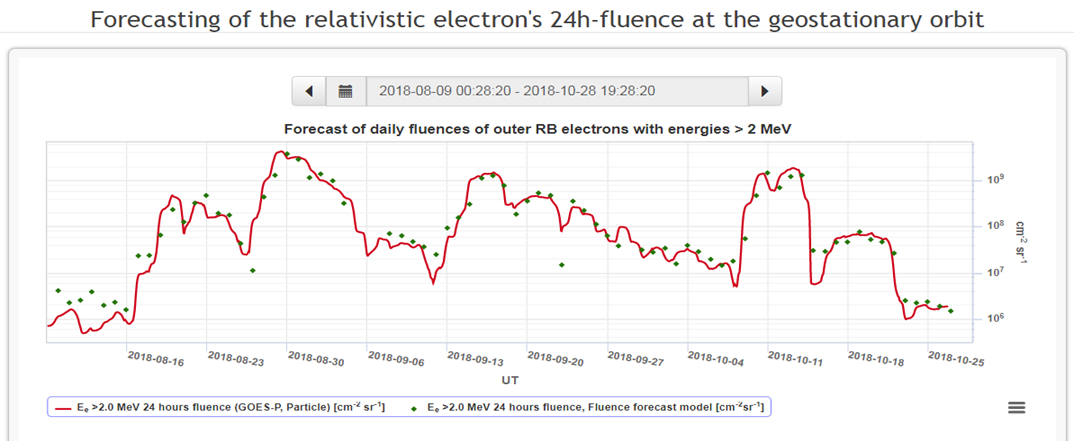 Forecasting of the relativistic electron's 24h-fluence at the geostationary orbit
2018-08-09 00:28:20 - 2018-10-28 19:28:20
Forecast of daily fluences of outer RB electrons with energies > 2 MeV
10⁹
10⁸
10⁷
10⁶
cm⁻² sr⁻¹
2018-08-16 2018-08-23 2018-08-30 2018-09-06 2018-09-13 2018-09-20 2018-09-27 2018-10-04 2018-10-11 2018-10-18 2018-10-25
UT
Eₑ >2.0 MeV 24 hours fluence (GOES-P, Particle) [cm⁻² sr⁻¹] Eₑ >2.0 MeV 24 hours fluence, Fluence forecast model [cm⁻²sr⁻¹]